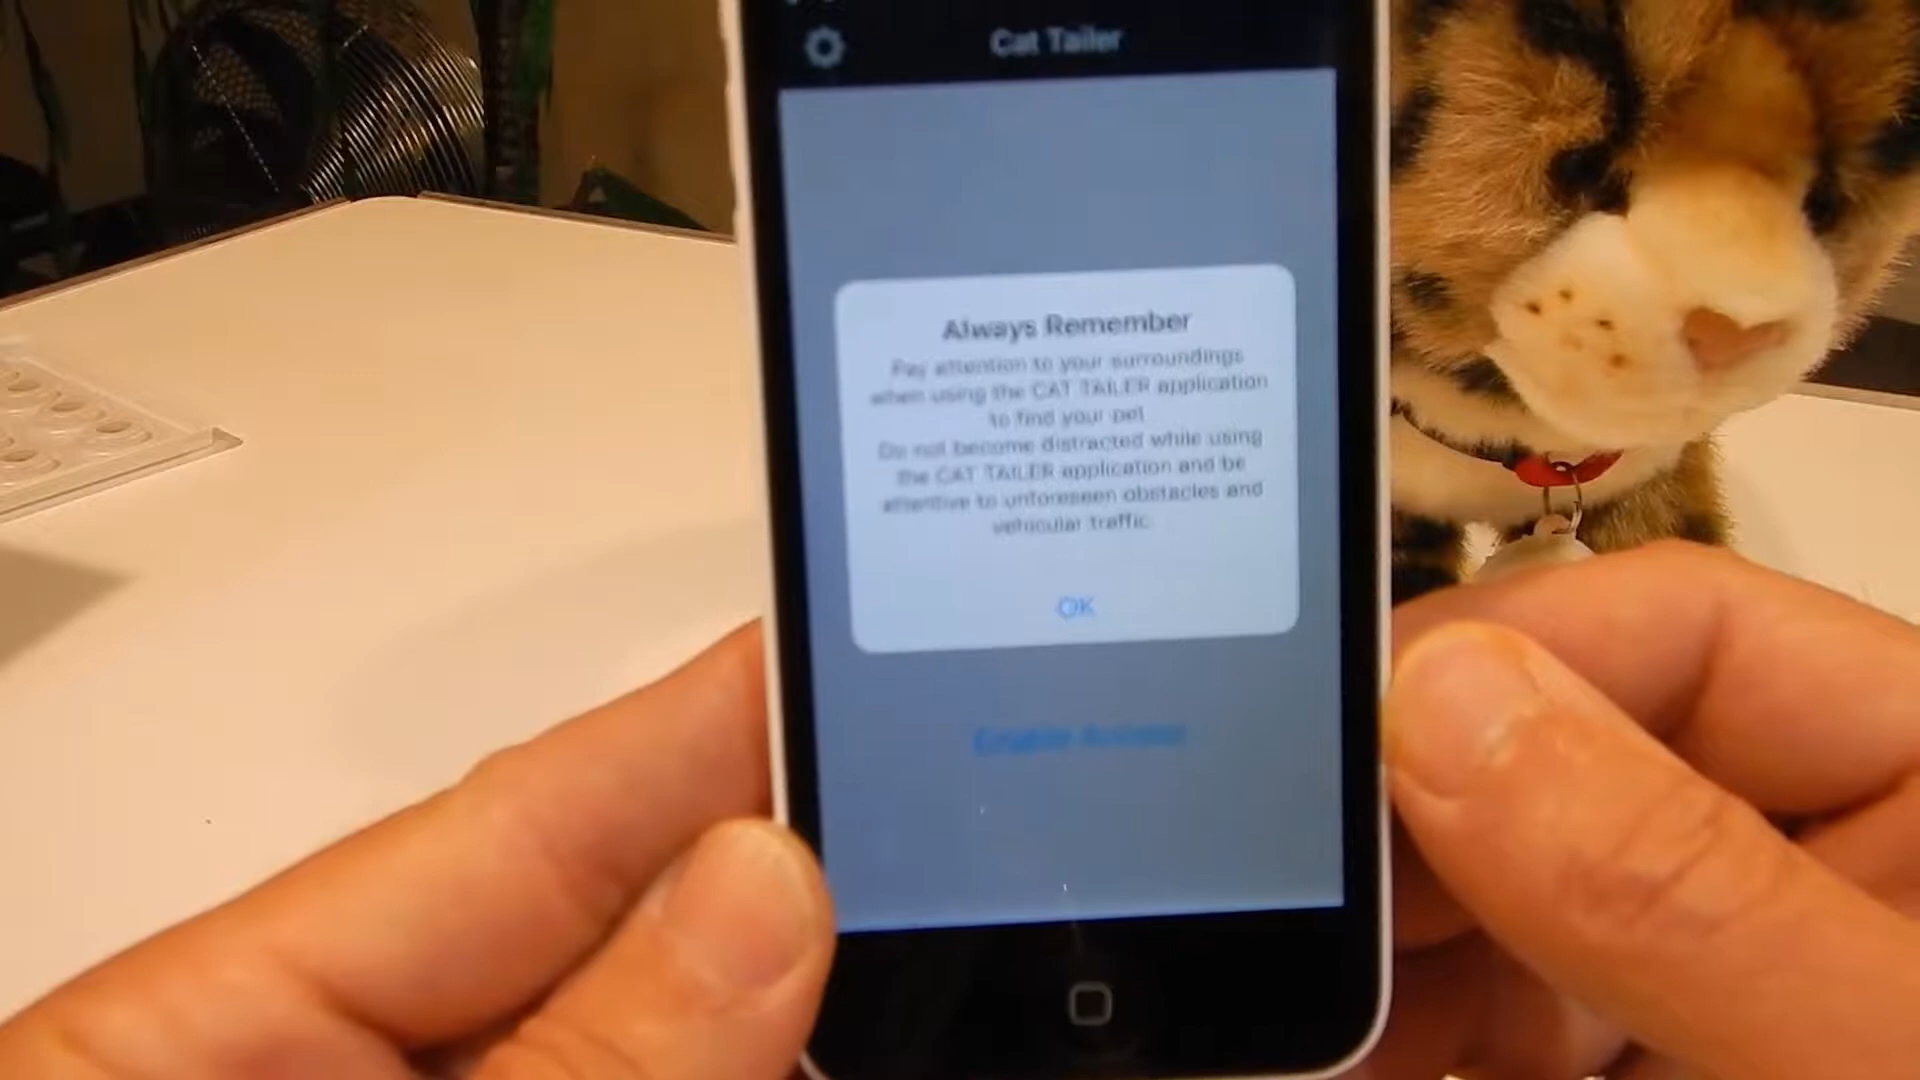 Cat Tailer
Always Remember
Pay attention to your surroundings
when using the CAT TAILER application
to find your pet
Do not become distracted while using
the CAT TAILER application and be
attentive to unforeseen obstacles and
vehicular traffic.
OK
Enable